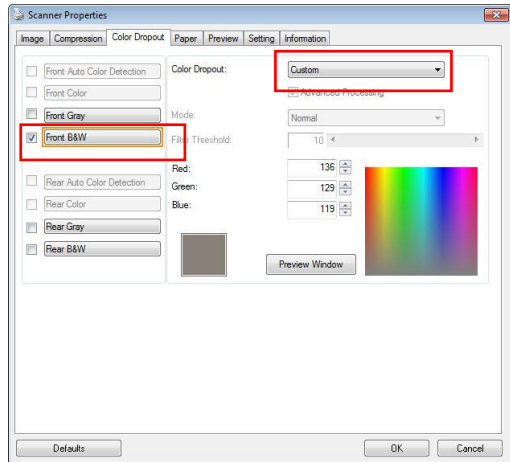 Scanner Properties
Image Compression Color Dropout Paper Preview Setting Information
Front Auto Color Detection
Front Color
Front Gray
Front B&W
Rear Auto Color Detection
Rear Color
Rear Gray
Rear B&W
Color Dropout: Custom
Advanced Processing
Mode: Normal
Filter Threshold: 10
Red: 136
Green: 129
Blue: 119
Preview Window
Defaults OK Cancel